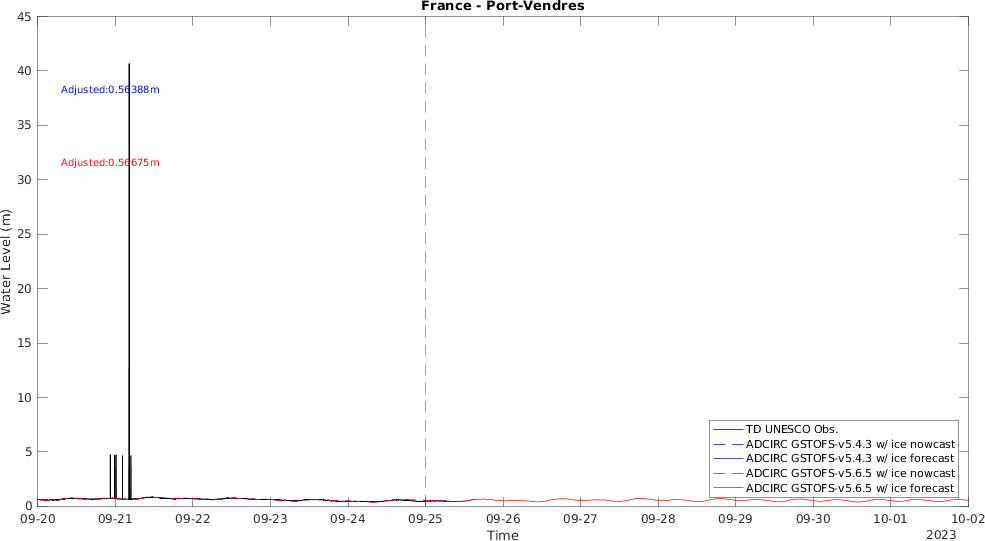 France - Port-Vendres
Water Level (m)
45
40
35
30
25
20
15
10
5
0
Adjusted:0.56388m
Adjusted:0.56675m
TD UNESCO Obs.
ADCIRC GSTOFS-v5.4.3 w/ ice nowcast
ADCIRC GSTOFS-v5.4.3 w/ ice forecast
ADCIRC GSTOFS-v5.6.5 w/ ice nowcast
ADCIRC GSTOFS-v5.6.5 w/ ice forecast
09-20 09-21 09-22 09-23 09-24 09-25 09-26 09-27 09-28 09-29 09-30 10-01 10-02
Time
2023